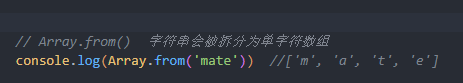 // Array.from()  字符串会被拆分为单字符数组
console.log(Array.from('mate'))  //['m', 'a', 't', 'e']